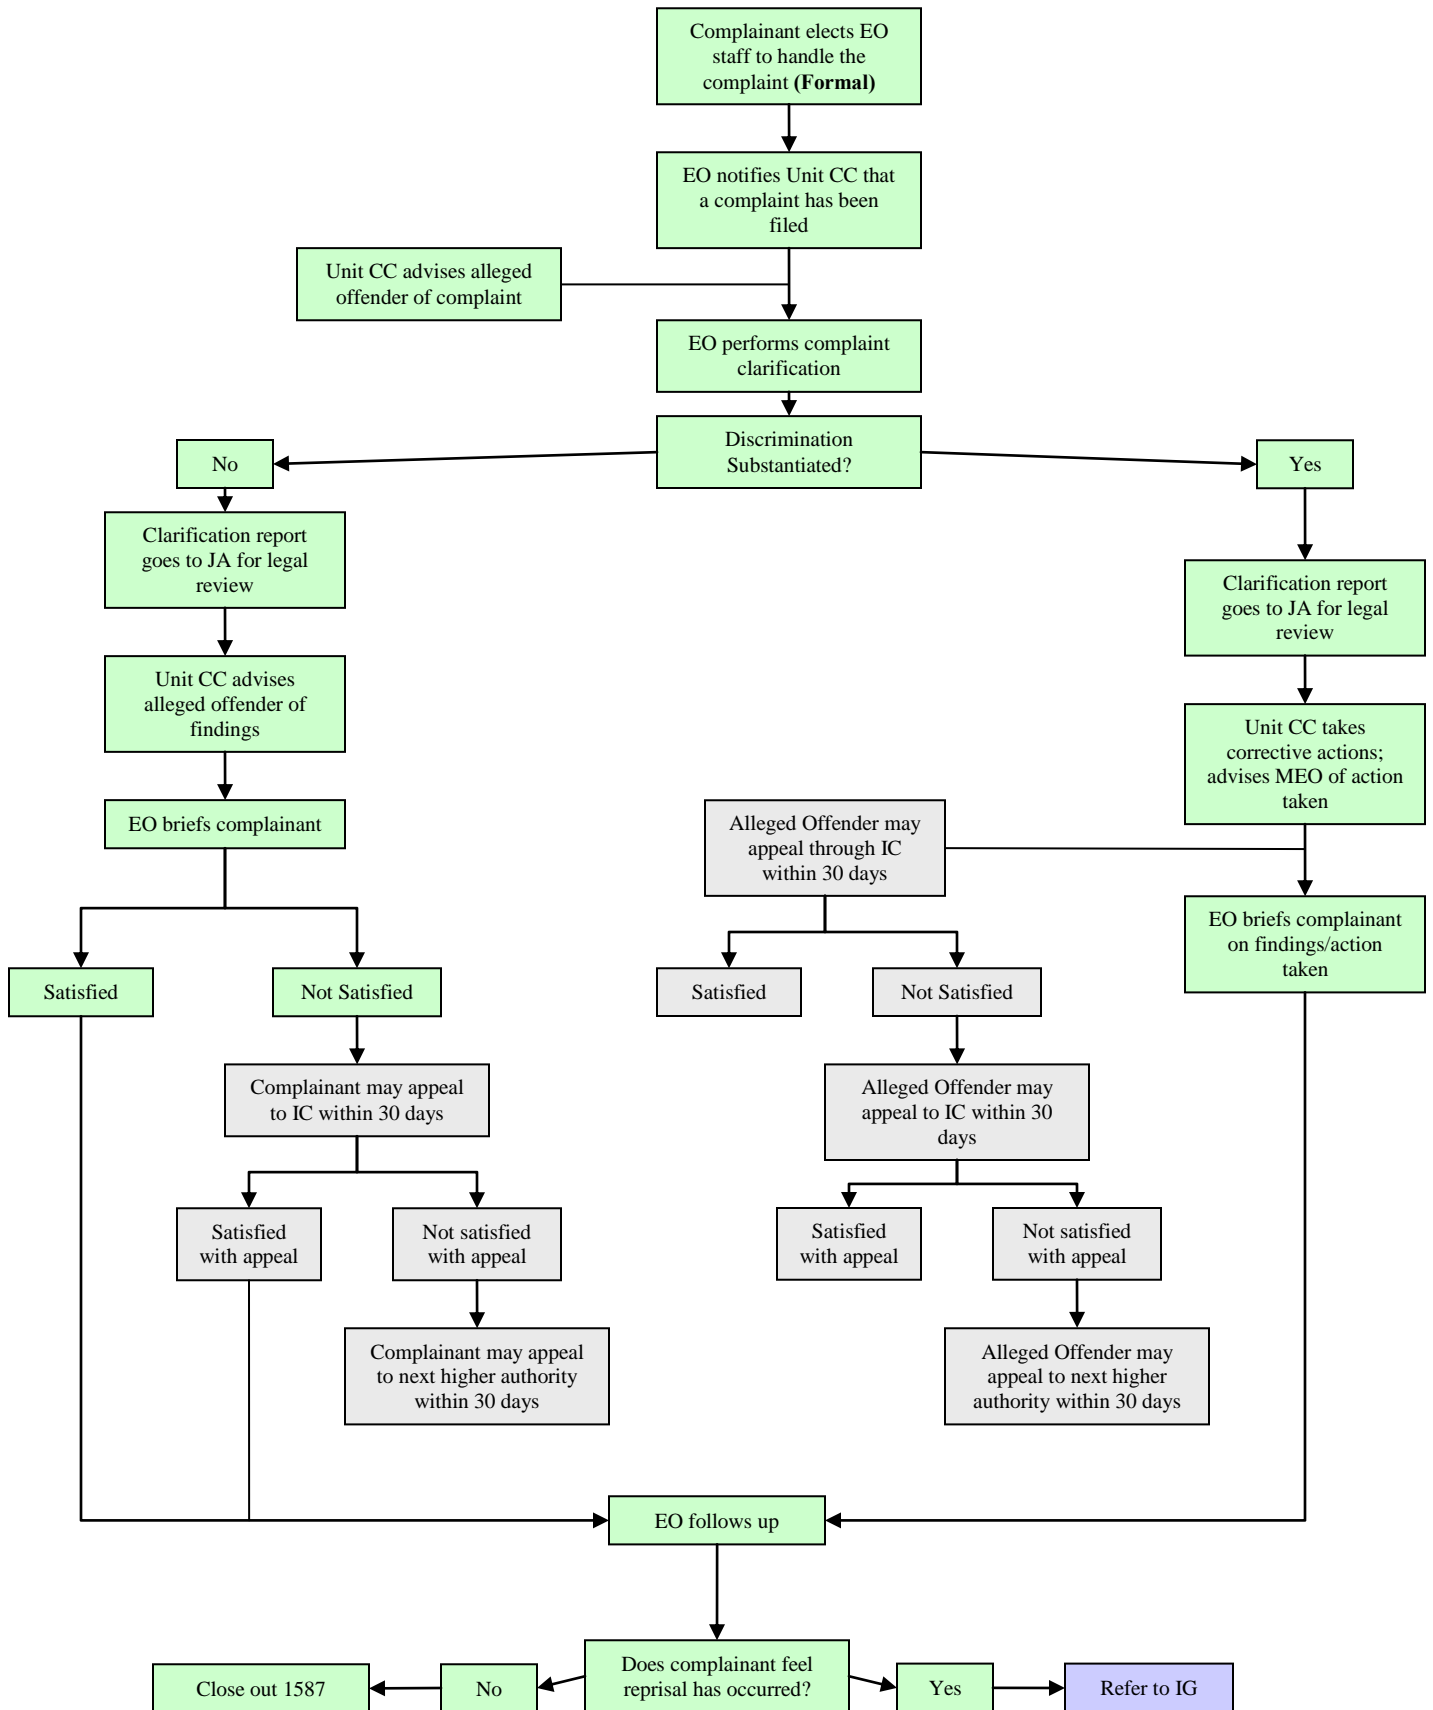 Complainant elects EO
staff to handle the
complaint (Formal)
EO notifies Unit CC that
a complaint has been
filed
Unit CC advises alleged
offender of complaint
EO performs complaint
clarification
Discrimination
Substantiated?
No
Yes
Clarification report
goes to JA for legal
review
Unit CC advises
alleged offender of
findings
EO briefs complainant
Satisfied
Not Satisfied
Complainant may appeal
to IC within 30 days
Satisfied
with appeal
Not satisfied
with appeal
Complainant may appeal
to next higher authority
within 30 days
Clarification report
goes to JA for legal
review
Unit CC takes
corrective actions;
advises MEO of action
taken
Alleged Offender may
appeal through IC
within 30 days
Satisfied
Not Satisfied
Alleged Offender may
appeal to IC within 30
days
Satisfied
with appeal
Not satisfied
with appeal
Alleged Offender may
appeal to next higher
authority within 30 days
EO briefs complainant
on findings/action
taken
EO follows up
Does complainant feel
reprisal has occurred?
No
Close out 1587
Yes
Refer to IG